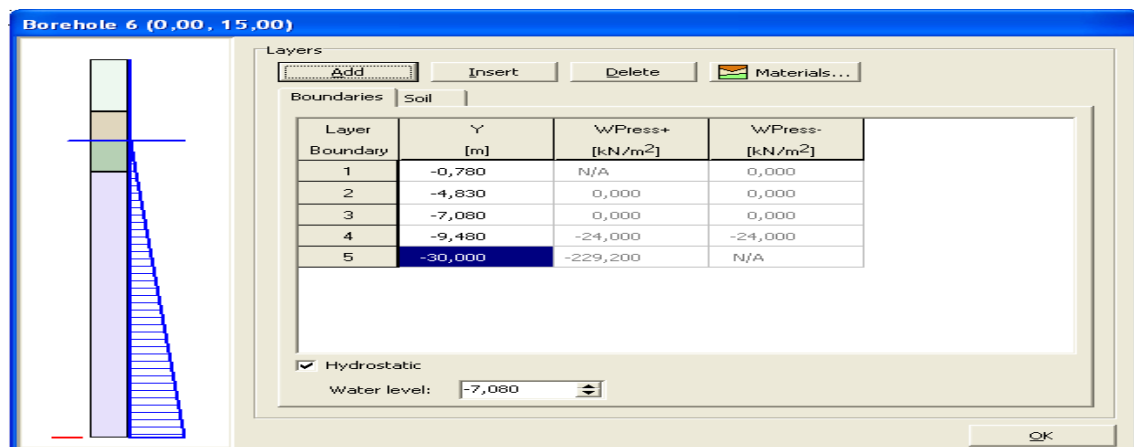 Borehole 6 (0,00, 15,00)
Layers
Add Insert Delete Materials...
Boundaries Soil
Layer Boundary Y [m] WPress+ [kN/m2] WPress- [kN/m2]
1 -0,780 N/A 0,000
2 -4,830 0,000 0,000
3 -7,080 0,000 0,000
4 -9,480 -24,000 -24,000
5 -30,000 -229,200 N/A
Hydrostatic
Water level: -7,080
OK